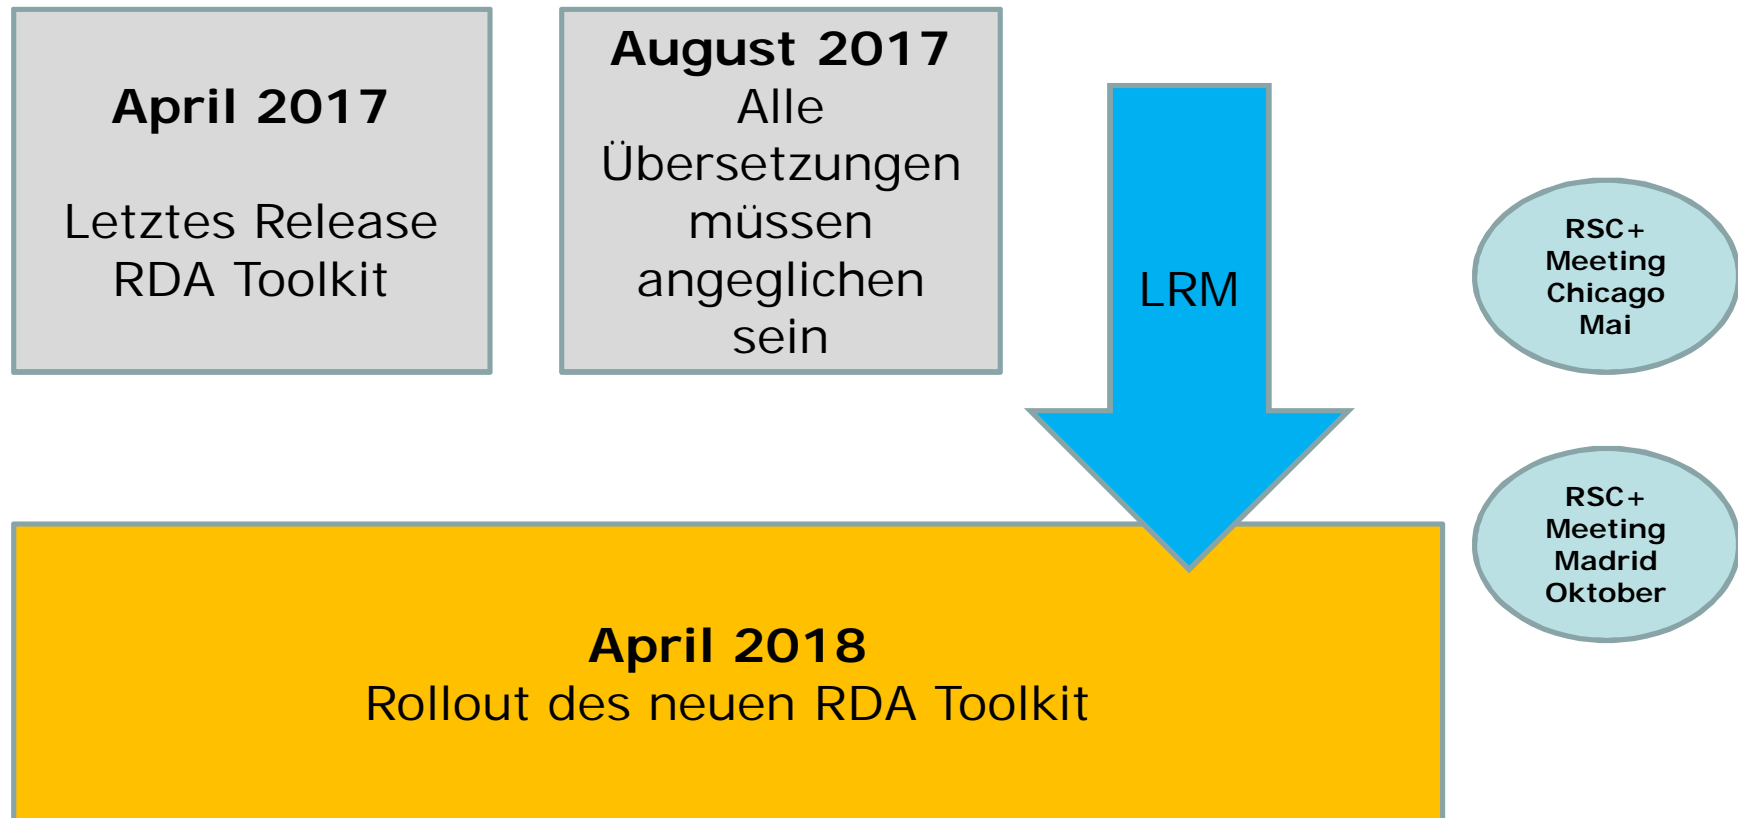 April 2017
Letztes Release
RDA Toolkit
August 2017
Alle
Übersetzungen
müssen
angeglichen
sein
LRM
RSC+
Meeting
Chicago
Mai
RSC+
Meeting
Madrid
Oktober
April 2018
Rollout des neuen RDA Toolkit